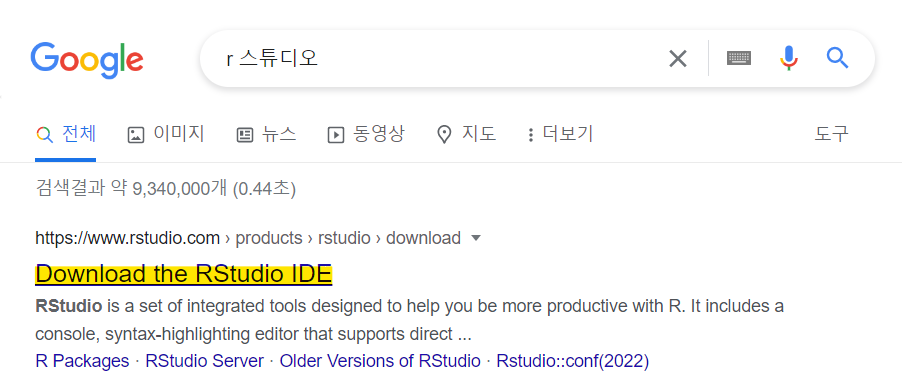 Google
r 스튜디오
전체 이미지 뉴스 동영상 지도 더보기 도구
검색결과 약 9,340,000개 (0.44초)
https://www.rstudio.com › products › rstudio › download
Download the RStudio IDE
RStudio is a set of integrated tools designed to help you be more productive with R. It includes a
console, syntax-highlighting editor that supports direct ...
R Packages · RStudio Server · Older Versions of RStudio · Rstudio::conf(2022)